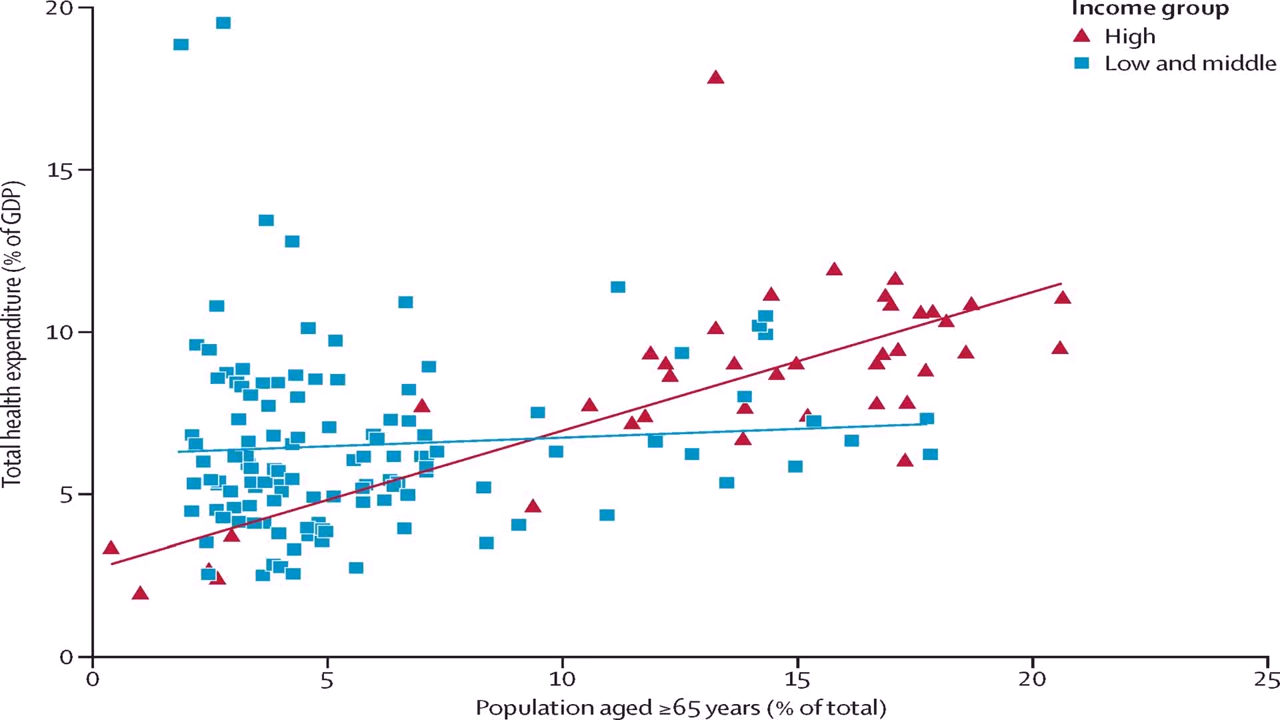 Income group
High
Low and middle
20
15
10
5
0
Total health expenditure (% of GDP)
0 5 10 15 20 25
Population aged ≥65 years (% of total)